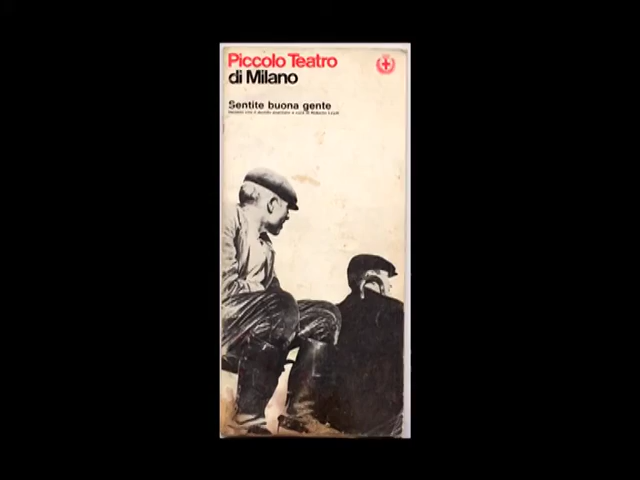 Piccolo Teatro
di Milano
Sentite buona gente